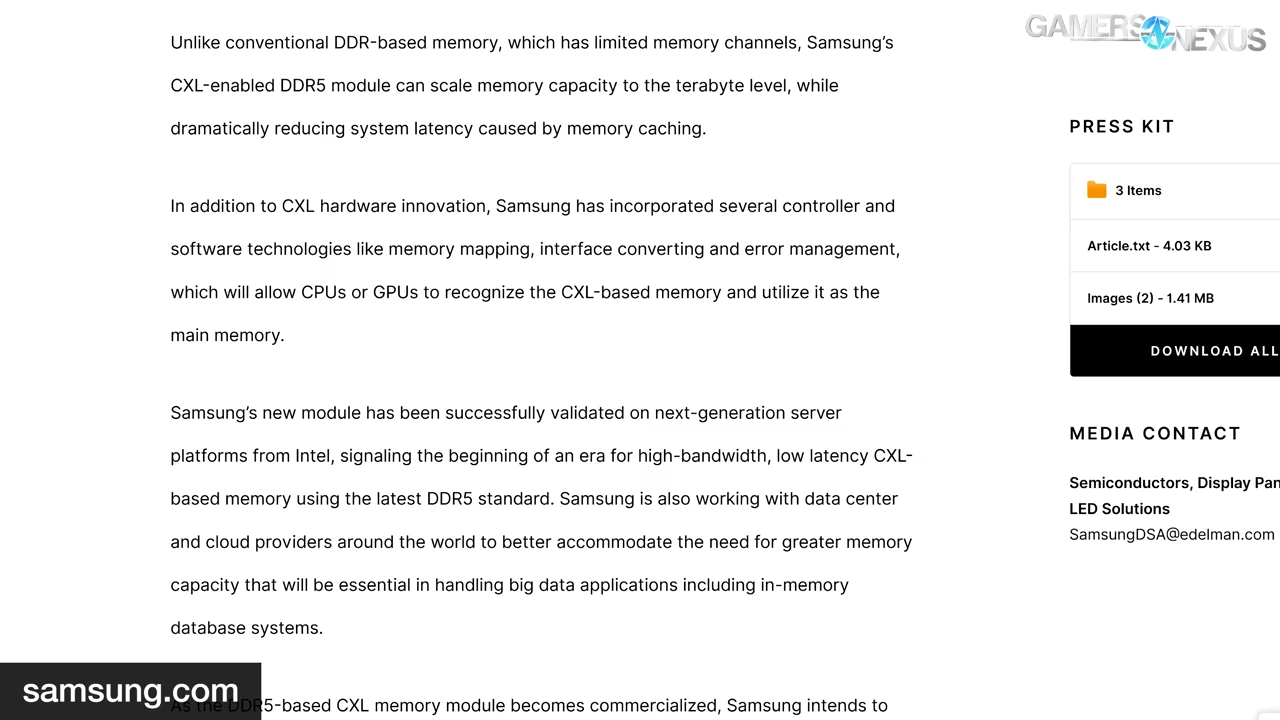 GAMERS NEXUS
Unlike conventional DDR-based memory, which has limited memory channels, Samsung’s
CXL-enabled DDR5 module can scale memory capacity to the terabyte level, while
dramatically reducing system latency caused by memory caching.
In addition to CXL hardware innovation, Samsung has incorporated several controller and
software technologies like memory mapping, interface converting and error management,
which will allow CPUs or GPUs to recognize the CXL-based memory and utilize it as the
main memory.
Samsung’s new module has been successfully validated on next-generation server
platforms from Intel, signaling the beginning of an era for high-bandwidth, low latency CXL-
based memory using the latest DDR5 standard. Samsung is also working with data center
and cloud providers around the world to better accommodate the need for greater memory
capacity that will be essential in handling big data applications including in-memory
database systems.
As the DDR5-based CXL memory module becomes commercialized, Samsung intends to
PRESS KIT
3 Items
Article.txt - 4.03 KB
Images (2) - 1.41 MB
DOWNLOAD ALL
MEDIA CONTACT
Semiconductors, Display Pan
LED Solutions
SamsungDSA@edelman.com
samsung.com